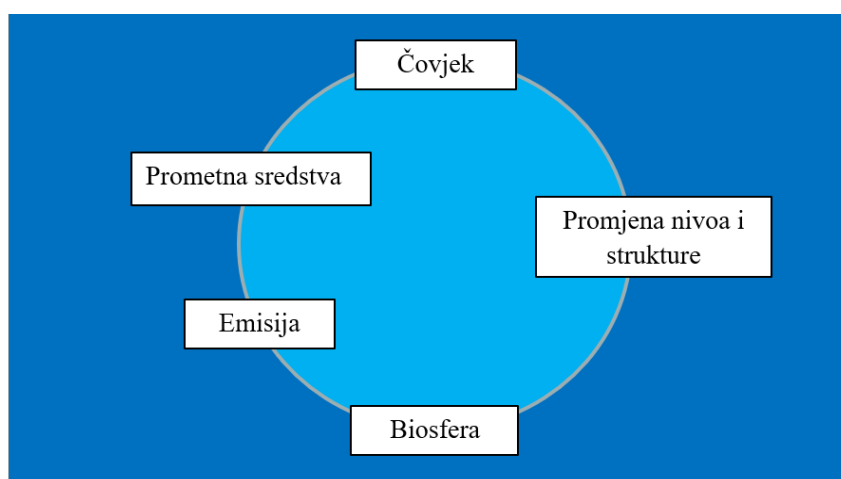 Čovjek
Prometna sredstva
Promjena nivoa i
strukture
Emisija
Biosfera